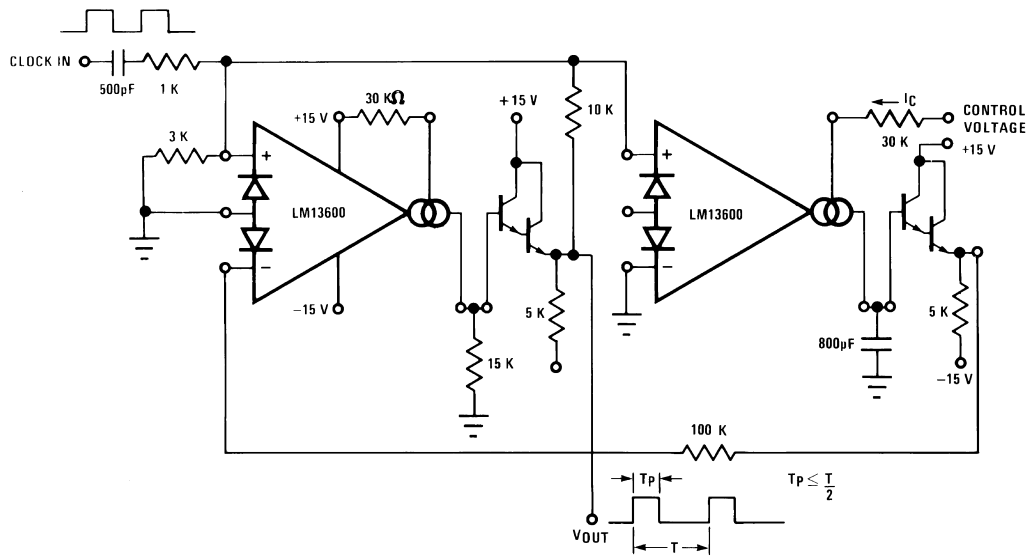 CLOCK IN
500pF
1 K
3 K
+15 V
30 KΩ
LM13600
+
−
−15 V
+15 V
10 K
5 K
15 K
+
LM13600
−
IC
30 K
CONTROL
VOLTAGE
+15 V
5 K
800pF
−15 V
100 K
TP
TP ≤ T/2
VOUT
T